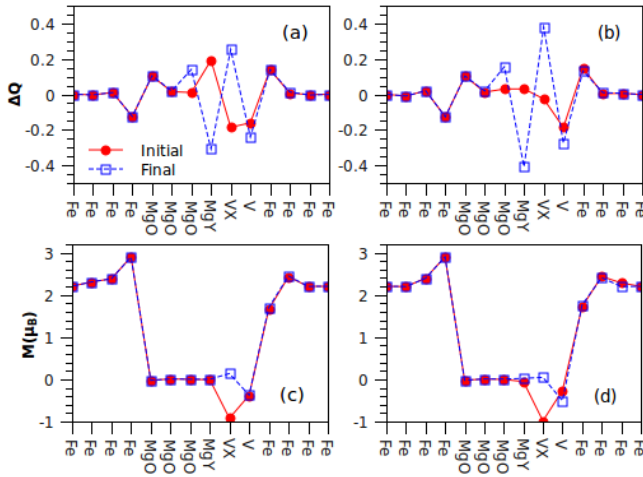 0.4 0.4
(a) (b)
0.2 0.2
ΔQ
0 0
-0.2 -0.2
Initial
-0.4 -0.4
Final
Fe Fe Fe Fe MgO MgO MgO MgY VX V Fe Fe Fe Fe
Fe Fe Fe Fe MgO MgO MgO MgY VX V Fe Fe Fe Fe
3 3
M(μB)
2 2
1 1
0 0
(c) (d)
-1 -1
Fe Fe Fe Fe MgO MgO MgO MgY VX V Fe Fe Fe Fe
Fe Fe Fe Fe MgO MgO MgO MgY VX V Fe Fe Fe Fe